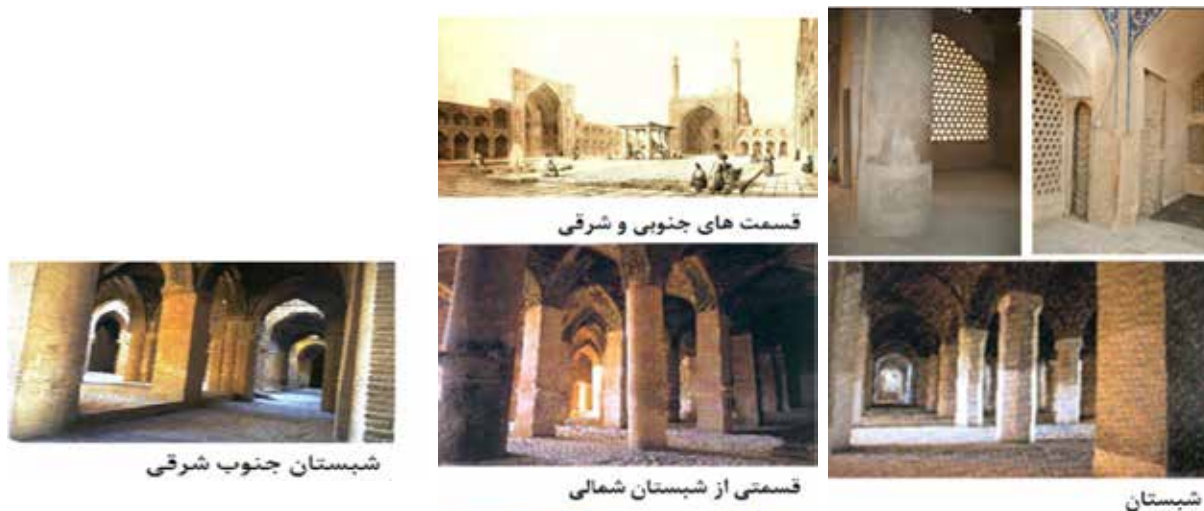 قسمت های جنوبی و شرقی
شبستان جنوب شرقی
قسمتی از شبستان شمالی
شبستان